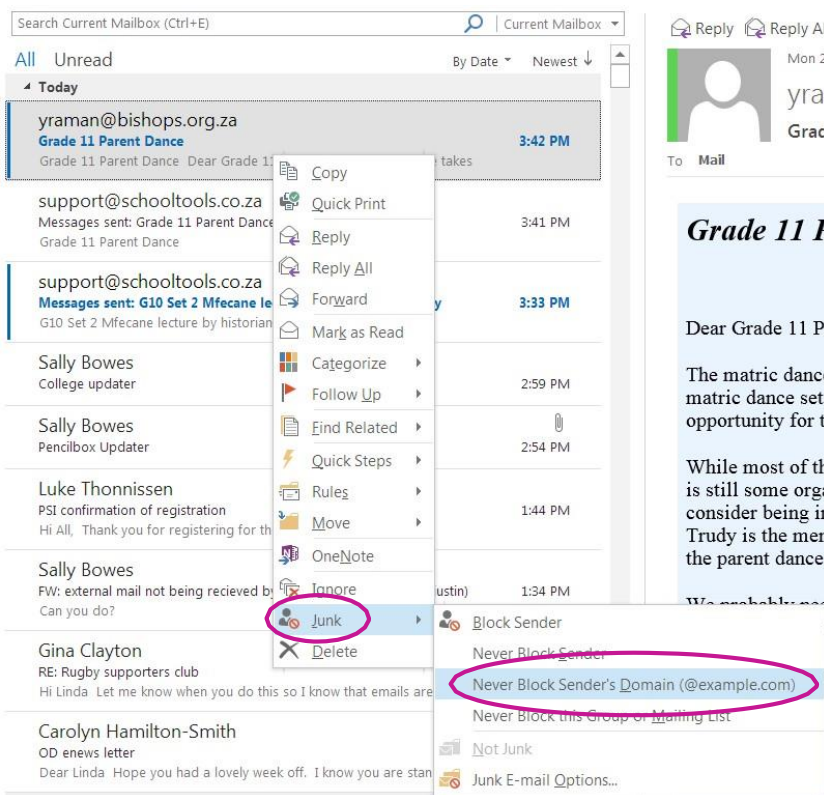 Search Current Mailbox (Ctrl+E)
Current Mailbox
All Unread
By Date Newest
Today
yraman@bishops.org.za
Grade 11 Parent Dance
3:42 PM
Grade 11 Parent Dance Dear Grade 11 takes
support@schooltools.co.za
Messages sent: Grade 11 Parent Dance
3:41 PM
Grade 11 Parent Dance
support@schooltools.co.za
Messages sent: G10 Set 2 Mfecane le y
3:33 PM
G10 Set 2 Mfecane lecture by historian
Sally Bowes
College updater
2:59 PM
Sally Bowes
Pencilbox Updater
2:54 PM
Luke Thonnissen
PSI confirmation of registration
1:44 PM
Hi All, Thank you for registering for th
Sally Bowes
FW: external mail not being recieved by ustin)
1:34 PM
Can you do?
Gina Clayton
RE: Rugby supporters club
Hi Linda Let me know when you do this so I know that emails are
Carolyn Hamilton-Smith
OD enews letter
Dear Linda Hope you had a lovely week off. I know you are stan
Copy
Quick Print
Reply
Reply All
Forward
Mark as Read
Categorize
Follow Up
Find Related
Quick Steps
Rules
Move
OneNote
Ignore
Junk
Delete
Block Sender
Never Block Sender
Never Block Sender's Domain (@example.com)
Never Block this Group or Mailing List
Not Junk
Junk E-mail Options...
Reply Reply Al
Mon 2
yra
Grad
To Mail
Grade 11 P
Dear Grade 11 P
The matric dance
matric dance set
opportunity for t
While most of th
is still some orga
consider being in
Trudy is the mer
the parent dance
We probably nee